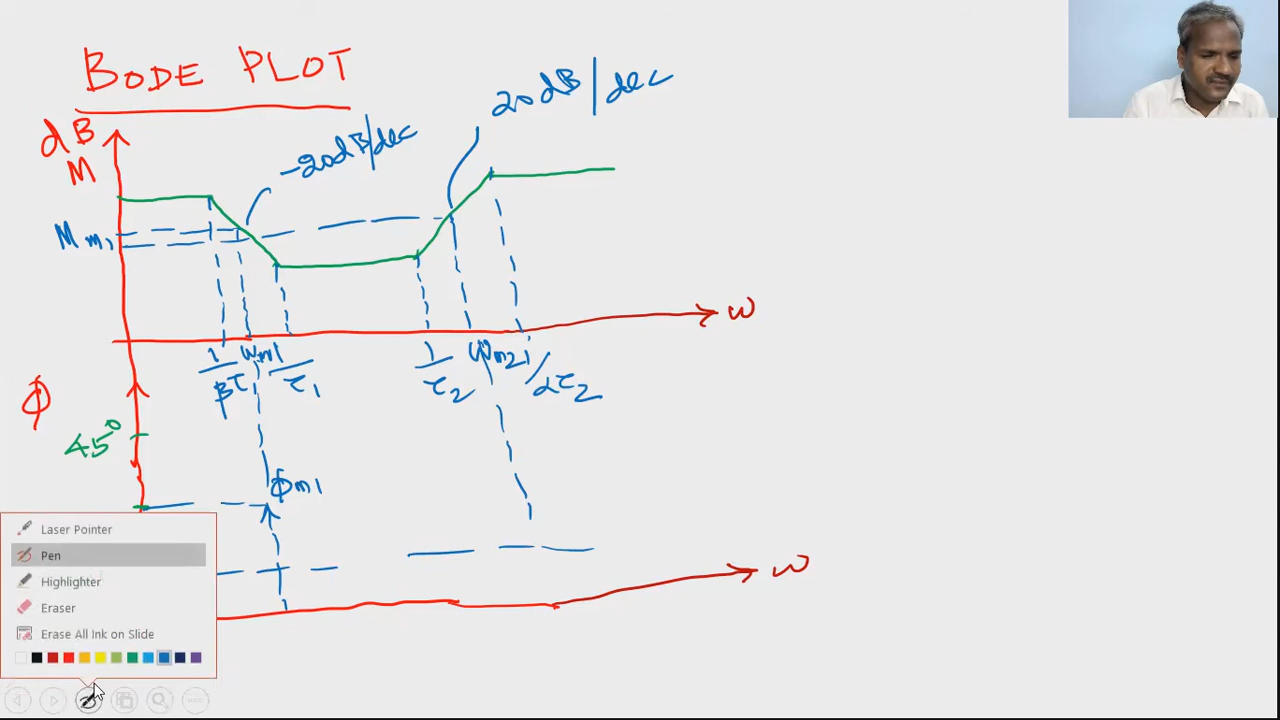 BODE PLOT
dB
M
-20dB/dec
20dB/dec
Mm1
ω
1/βτ1
ωm1
1/τ1
1/τ2
ωm2
1/ατ2
ϕ
45°
ϕm1
ω
Laser Pointer
Pen
Highlighter
Eraser
Erase All Ink on Slide